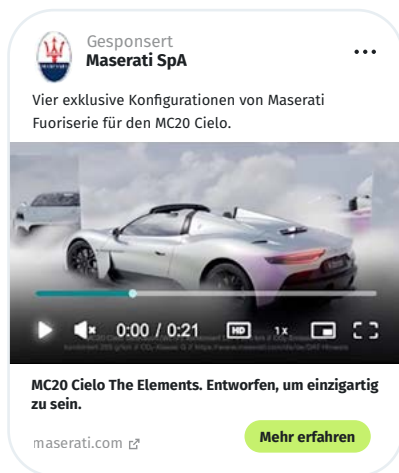 Gesponsert
Maserati SpA
Vier exklusive Konfigurationen von Maserati
Fuoriserie für den MC20 Cielo.
0:00 / 0:21
HD
1x
MC20 Cielo The Elements. Entworfen, um einzigartig
zu sein.
maserati.com
Mehr erfahren